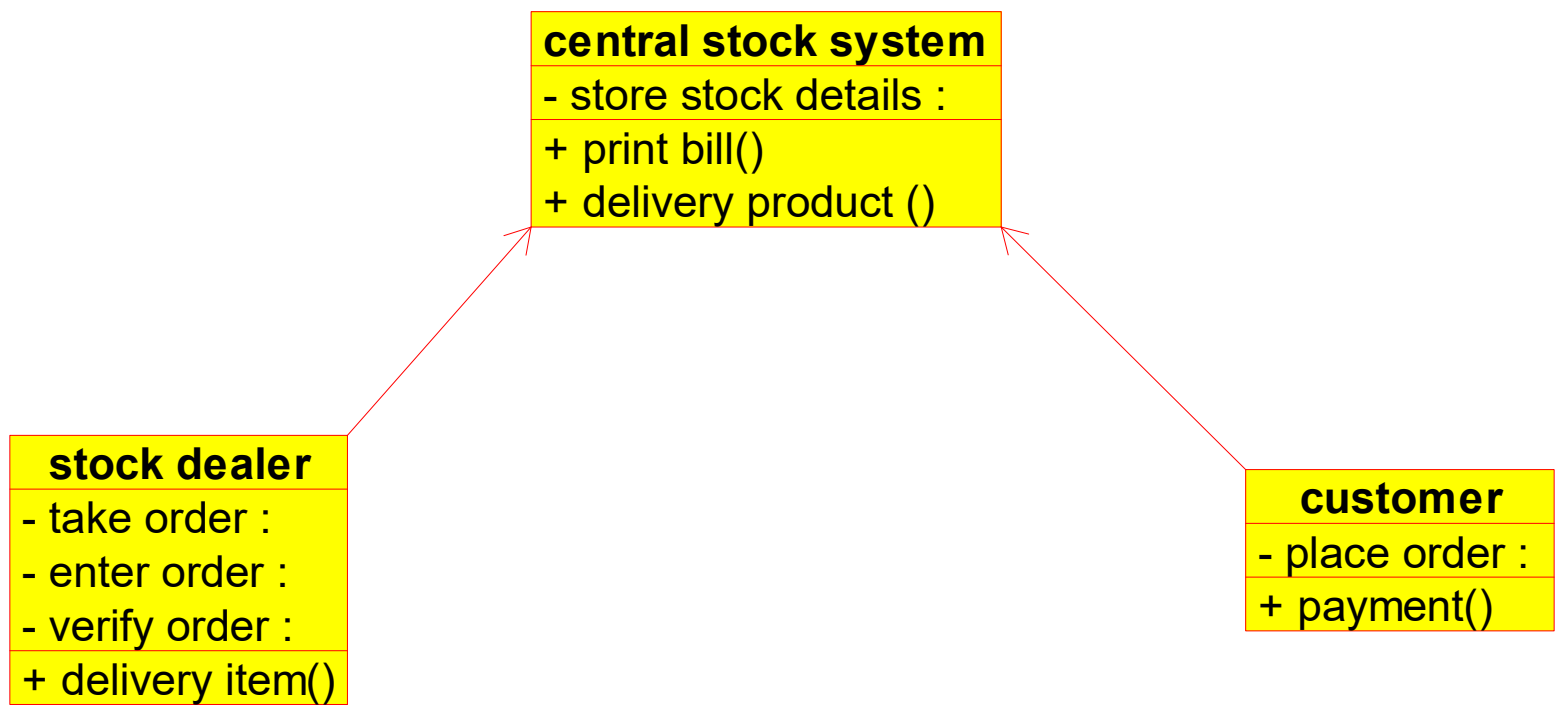 central stock system
- store stock details :
+ print bill()
+ delivery product ()
stock dealer
- take order :
- enter order :
- verify order :
+ delivery item()
customer
- place order :
+ payment()